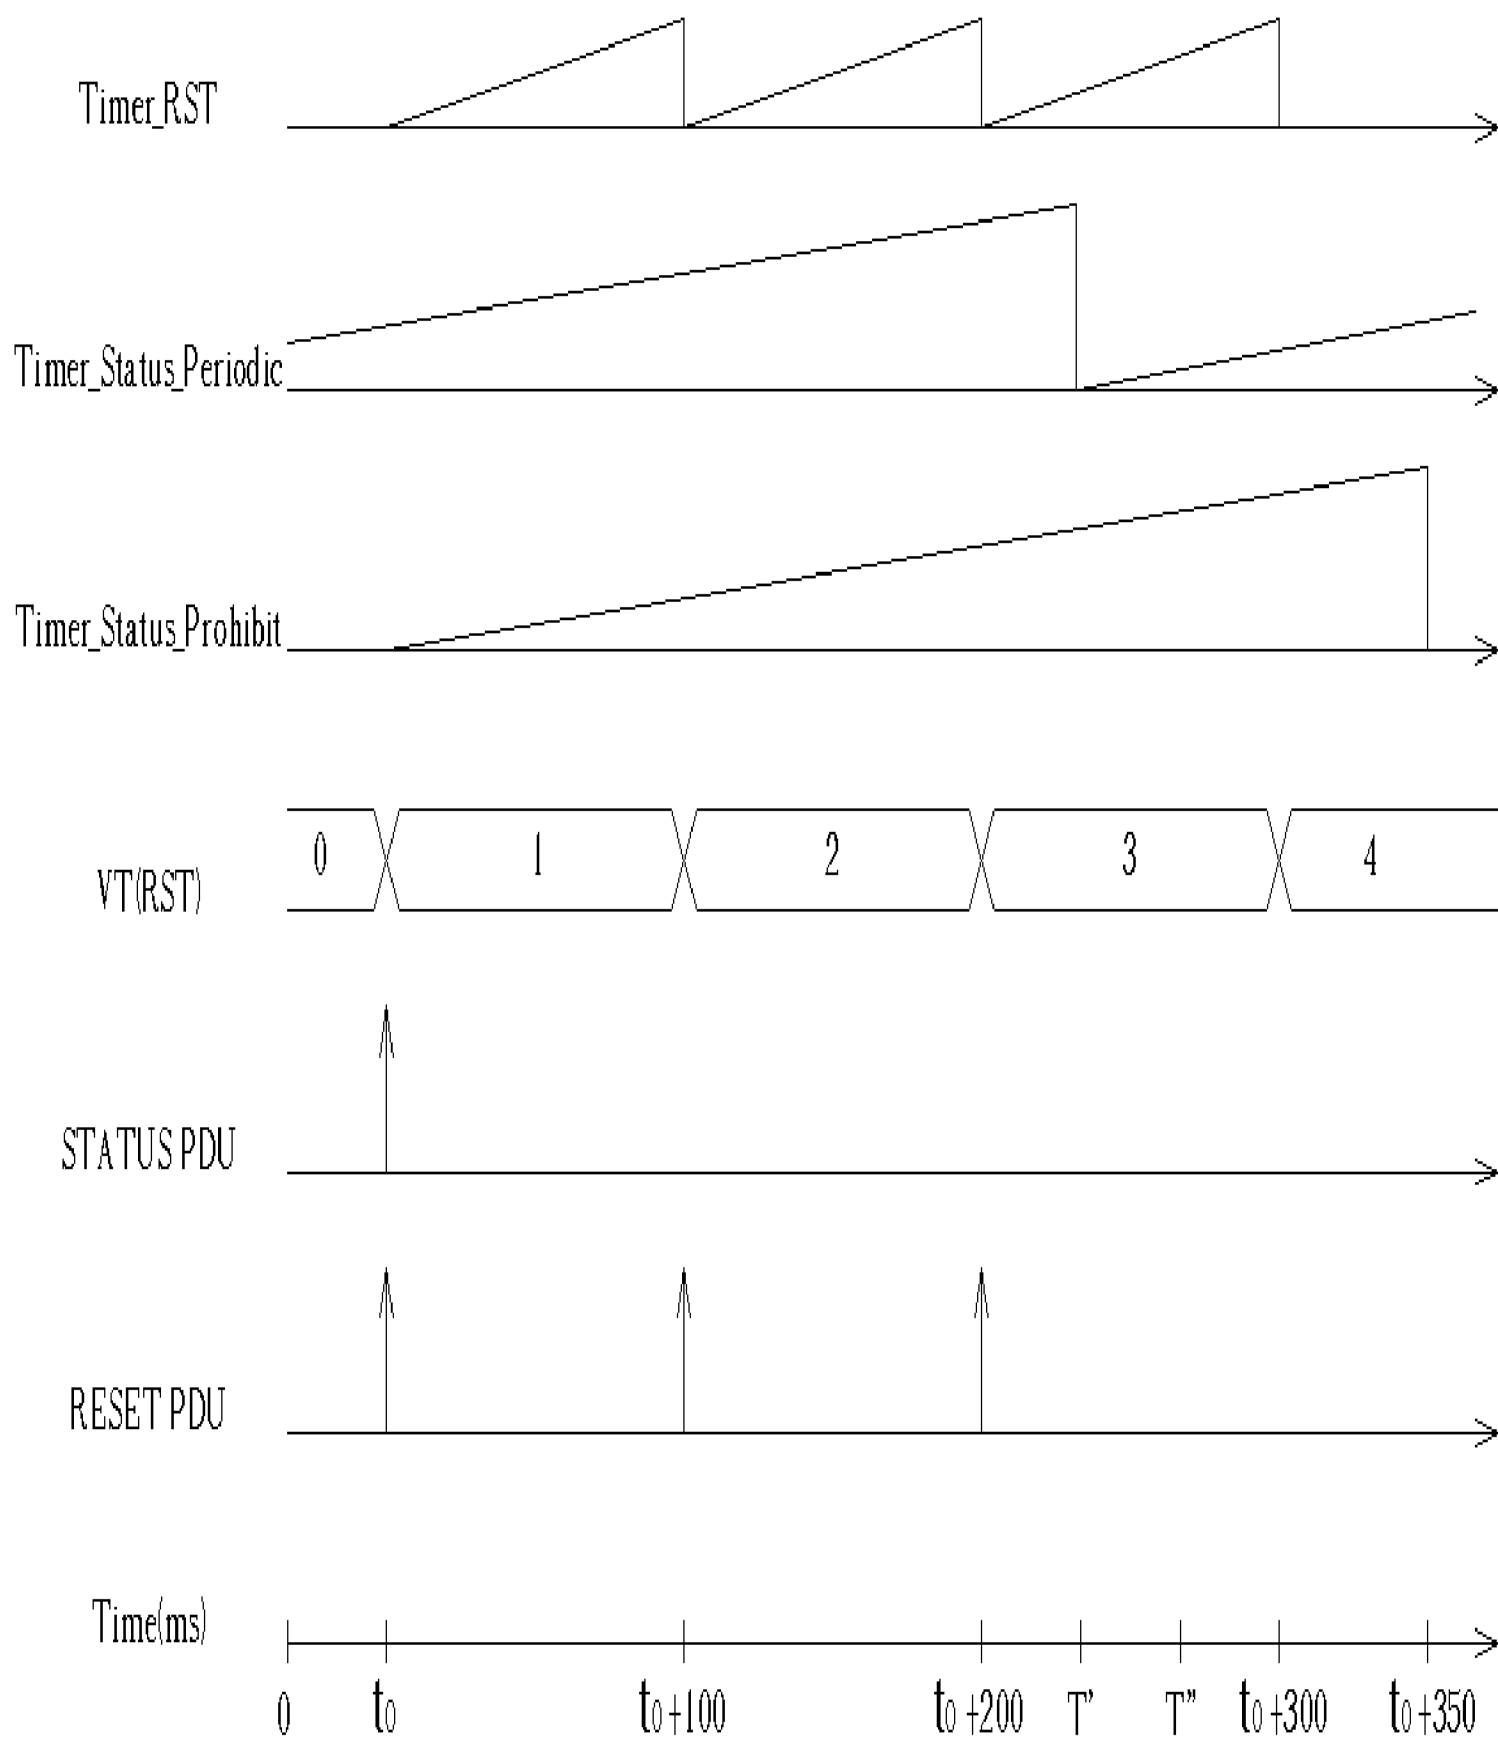 Timer_RST
Timer_Status_Periodic
Timer_Status_Prohibit
VT(RST)
0 1 2 3 4
STATUS PDU
RESET PDU
Time(ms)
0 t0 t0+100 t0+200 T' T" t0+300 t0+350